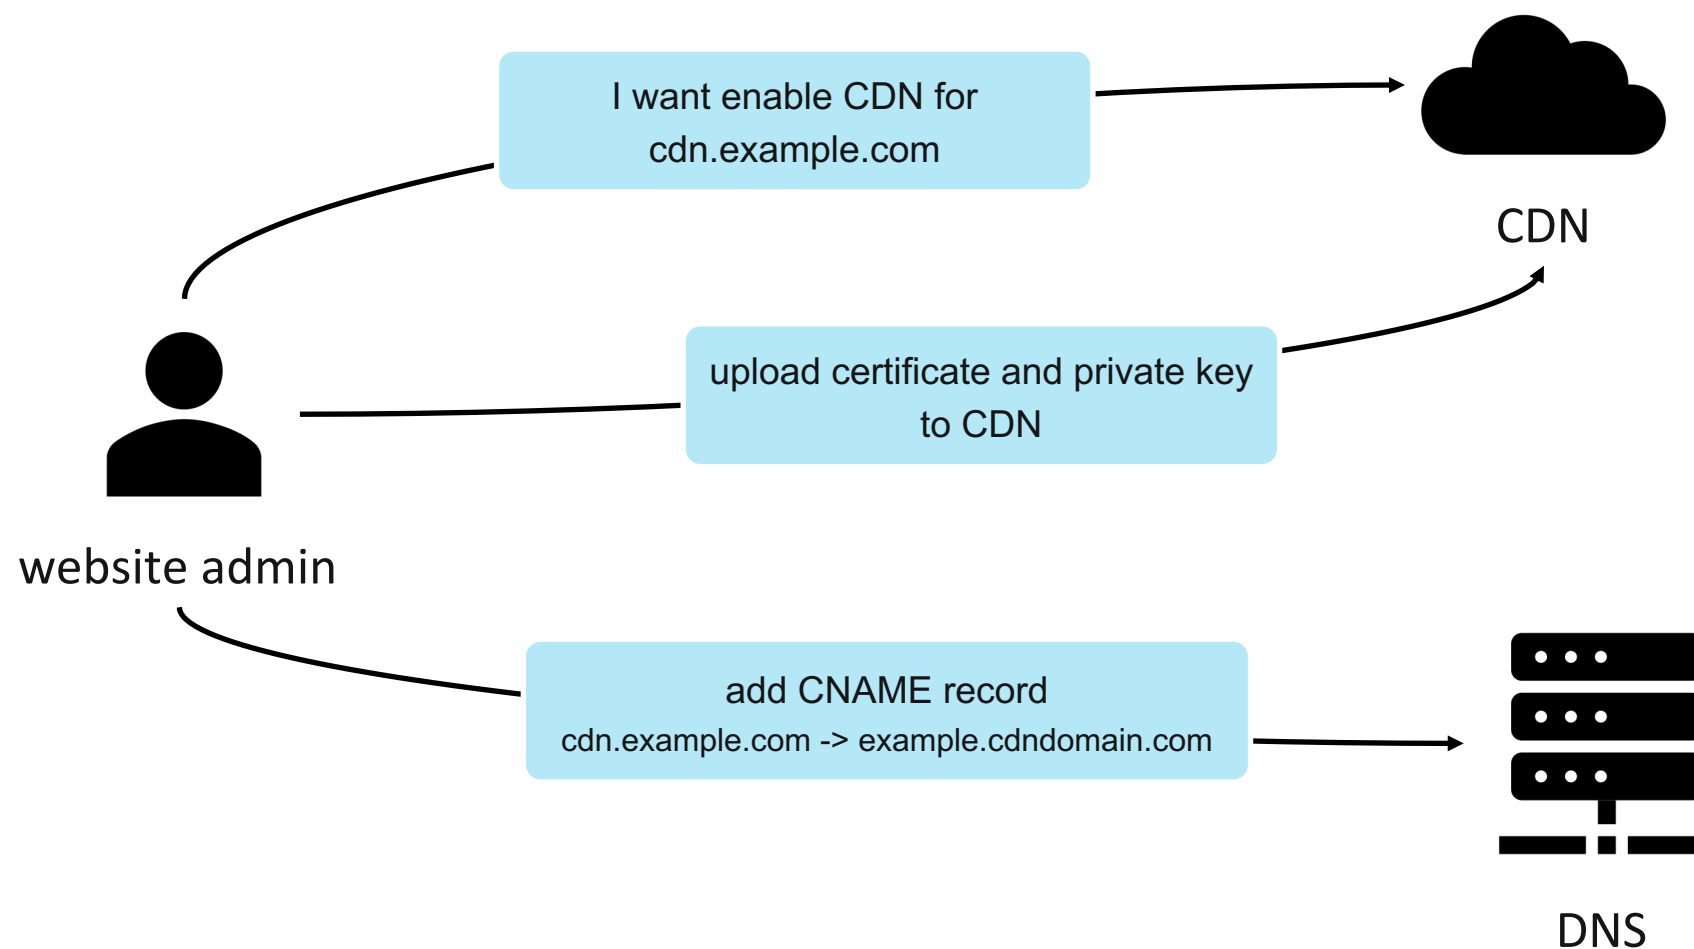 I want enable CDN for
cdn.example.com
CDN
upload certificate and private key
to CDN
website admin
add CNAME record
cdn.example.com -> example.cdndomain.com
DNS